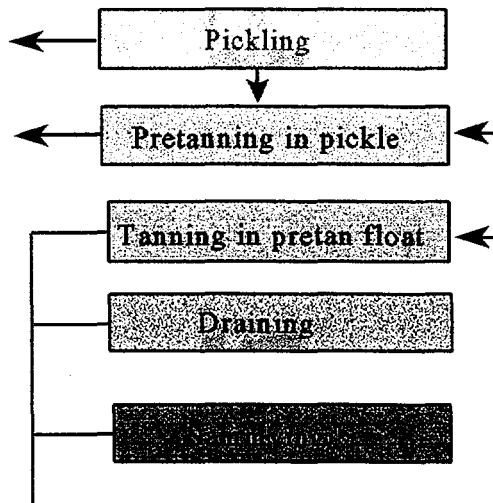 Pickling
Pretanning in pickle
Tanning in pretan float
Draining